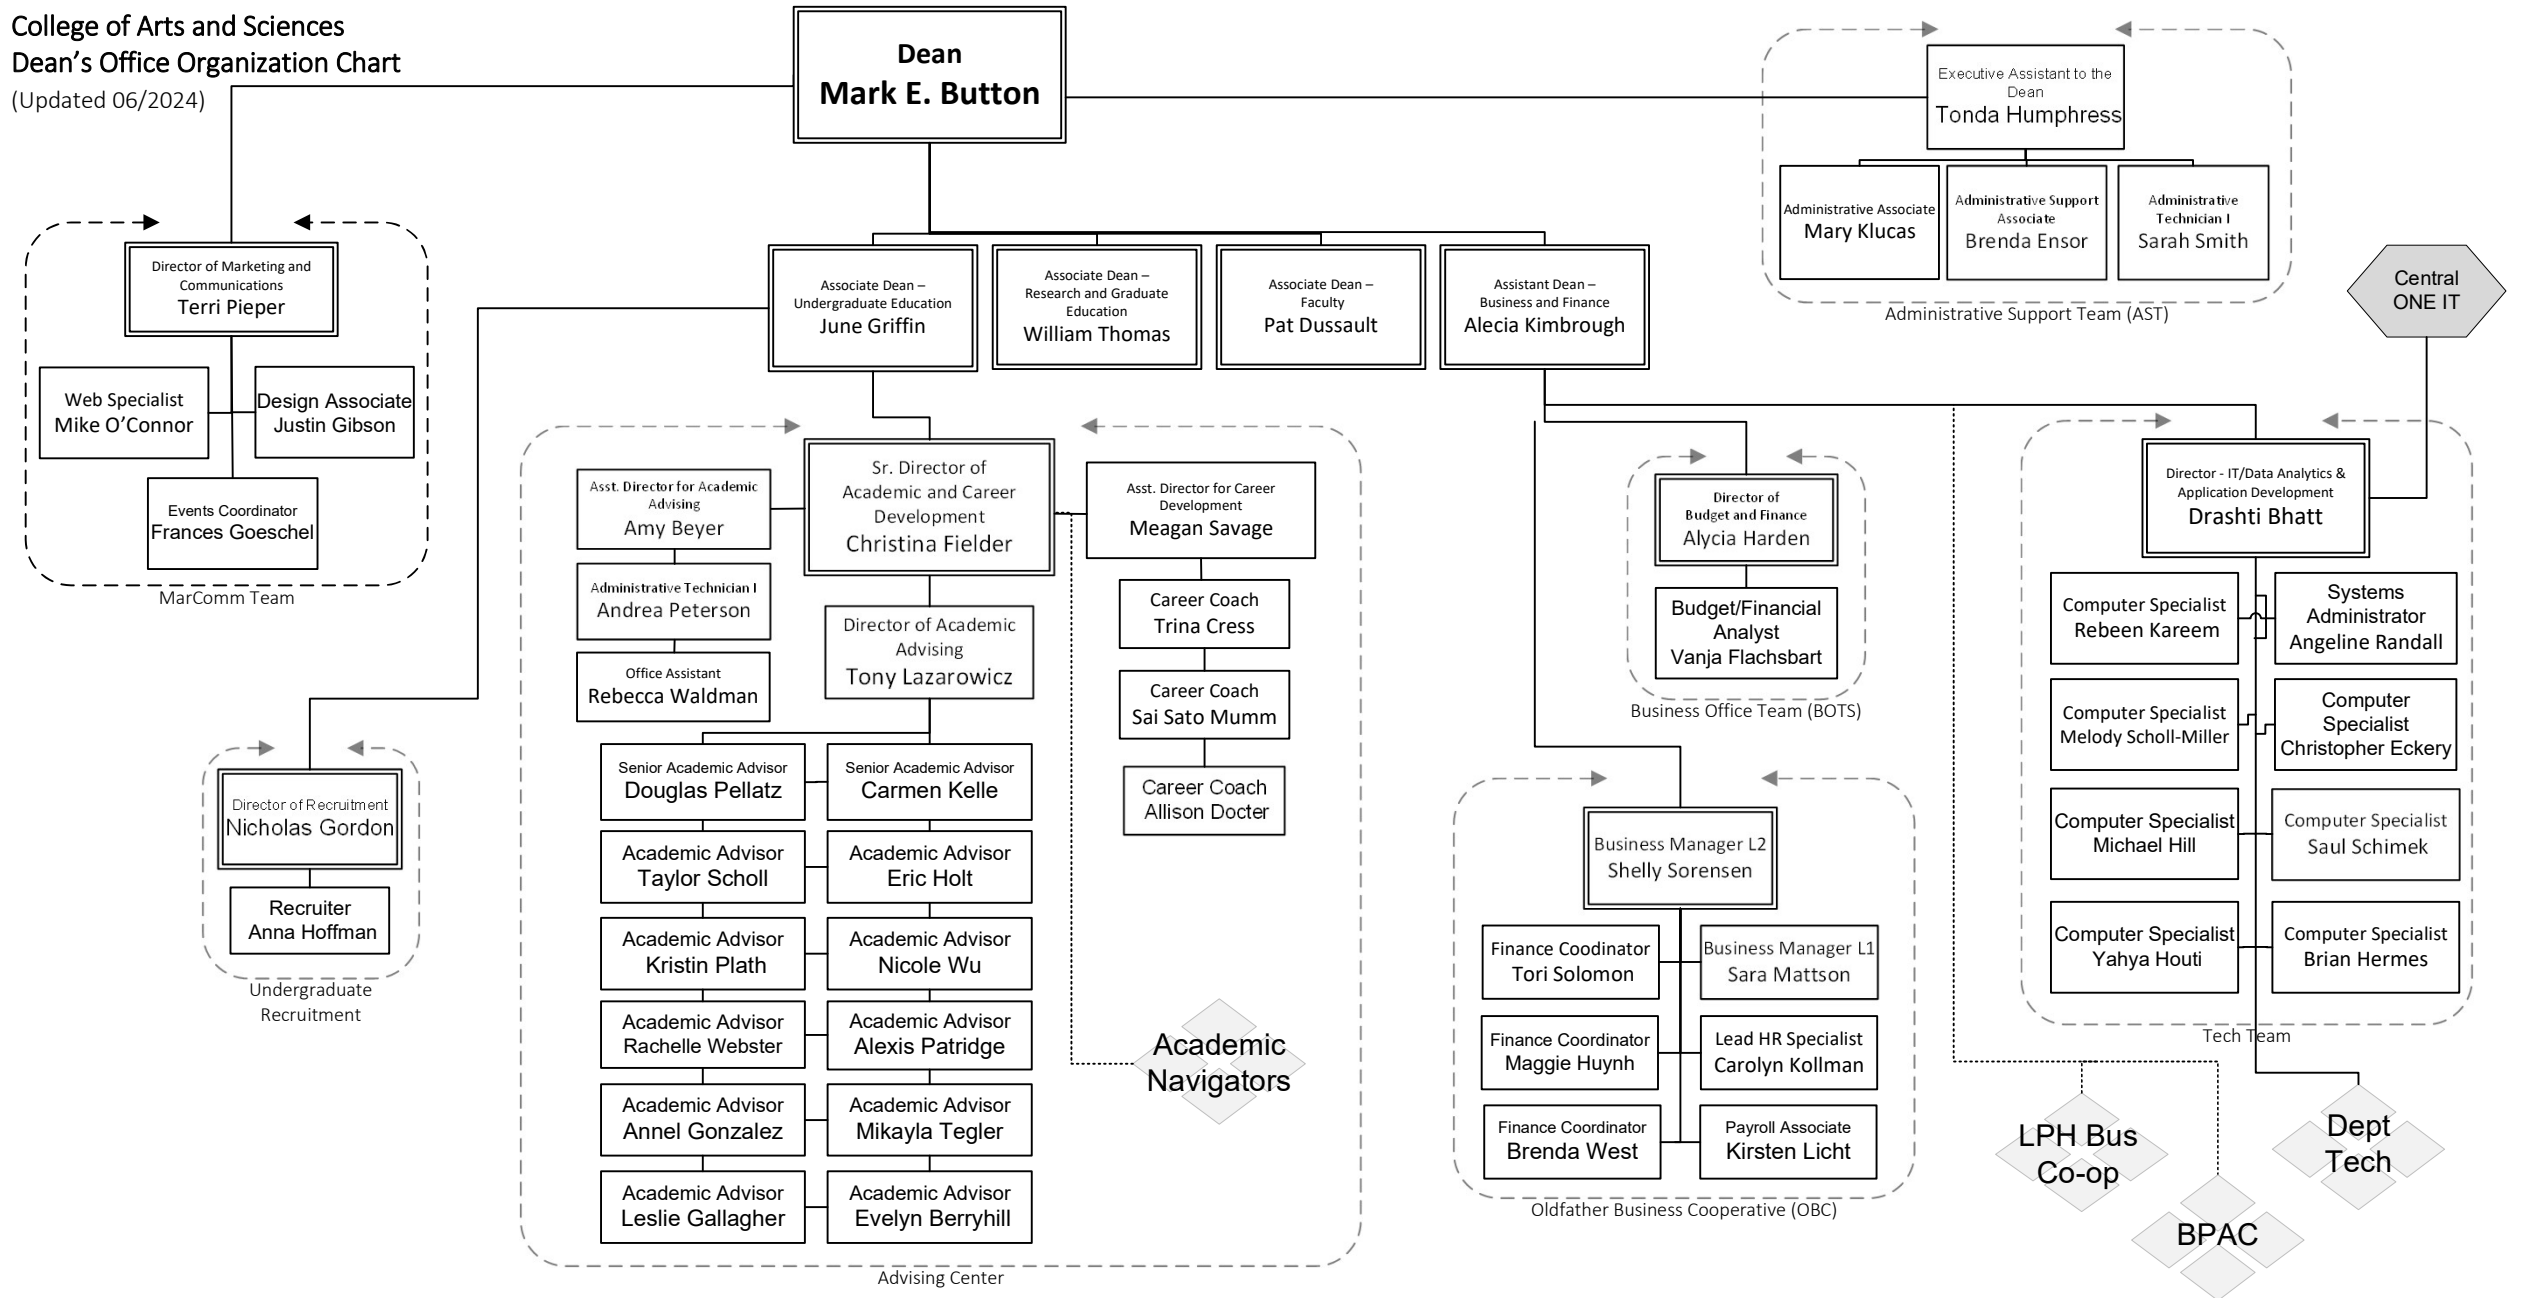 College of Arts and Sciences
Dean's Office Organization Chart
(Updated 06/2024)
Dean
Mark E. Button
Executive Assistant to the
Dean
Tonda Humphress
Administrative Associate
Mary Klucas
Administrative Support
Associate
Brenda Ensor
Administrative
Technician I
Sarah Smith
Administrative Support Team (AST)
Central
ONE IT
Director of Marketing and
Communications
Terri Pieper
Web Specialist
Mike O'Connor
Design Associate
Justin Gibson
Events Coordinator
Frances Goeschel
MarComm Team
Associate Dean –
Undergraduate Education
June Griffin
Associate Dean –
Research and Graduate
Education
William Thomas
Associate Dean –
Faculty
Pat Dussault
Assistant Dean –
Business and Finance
Alecia Kimbrough
Director of Recruitment
Nicholas Gordon
Recruiter
Anna Hoffman
Undergraduate
Recruitment
Asst. Director for Academic
Advising
Amy Beyer
Administrative Technician I
Andrea Peterson
Office Assistant
Rebecca Waldman
Sr. Director of
Academic and Career
Development
Christina Fielder
Director of Academic
Advising
Tony Lazarowicz
Asst. Director for Career
Development
Meagan Savage
Career Coach
Trina Cress
Career Coach
Sai Sato Mumm
Career Coach
Allison Docter
Senior Academic Advisor
Douglas Pellatz
Senior Academic Advisor
Carmen Kelle
Academic Advisor
Taylor Scholl
Academic Advisor
Eric Holt
Academic Advisor
Kristin Plath
Academic Advisor
Nicole Wu
Academic Advisor
Rachelle Webster
Academic Advisor
Alexis Patridge
Academic Advisor
Annel Gonzalez
Academic Advisor
Mikayla Tegler
Academic Advisor
Leslie Gallagher
Academic Advisor
Evelyn Berryhill
Academic
Navigators
Advising Center
Director of
Budget and Finance
Alycia Harden
Budget/Financial
Analyst
Vanja Flachsbart
Business Office Team (BOTS)
Business Manager L2
Shelly Sorensen
Finance Coodinator
Tori Solomon
Business Manager L1
Sara Mattson
Finance Coordinator
Maggie Huynh
Lead HR Specialist
Carolyn Kollman
Finance Coordinator
Brenda West
Payroll Associate
Kirsten Licht
Oldfather Business Cooperative (OBC)
Director - IT/Data Analytics &
Application Development
Drashti Bhatt
Computer Specialist
Rebeen Kareem
Systems
Administrator
Angeline Randall
Computer Specialist
Melody Scholl-Miller
Computer
Specialist
Christopher Eckery
Computer Specialist
Michael Hill
Computer Specialist
Saul Schimek
Computer Specialist
Yahya Houti
Computer Specialist
Brian Hermes
Tech Team
LPH Bus
Co-op
BPAC
Dept
Tech